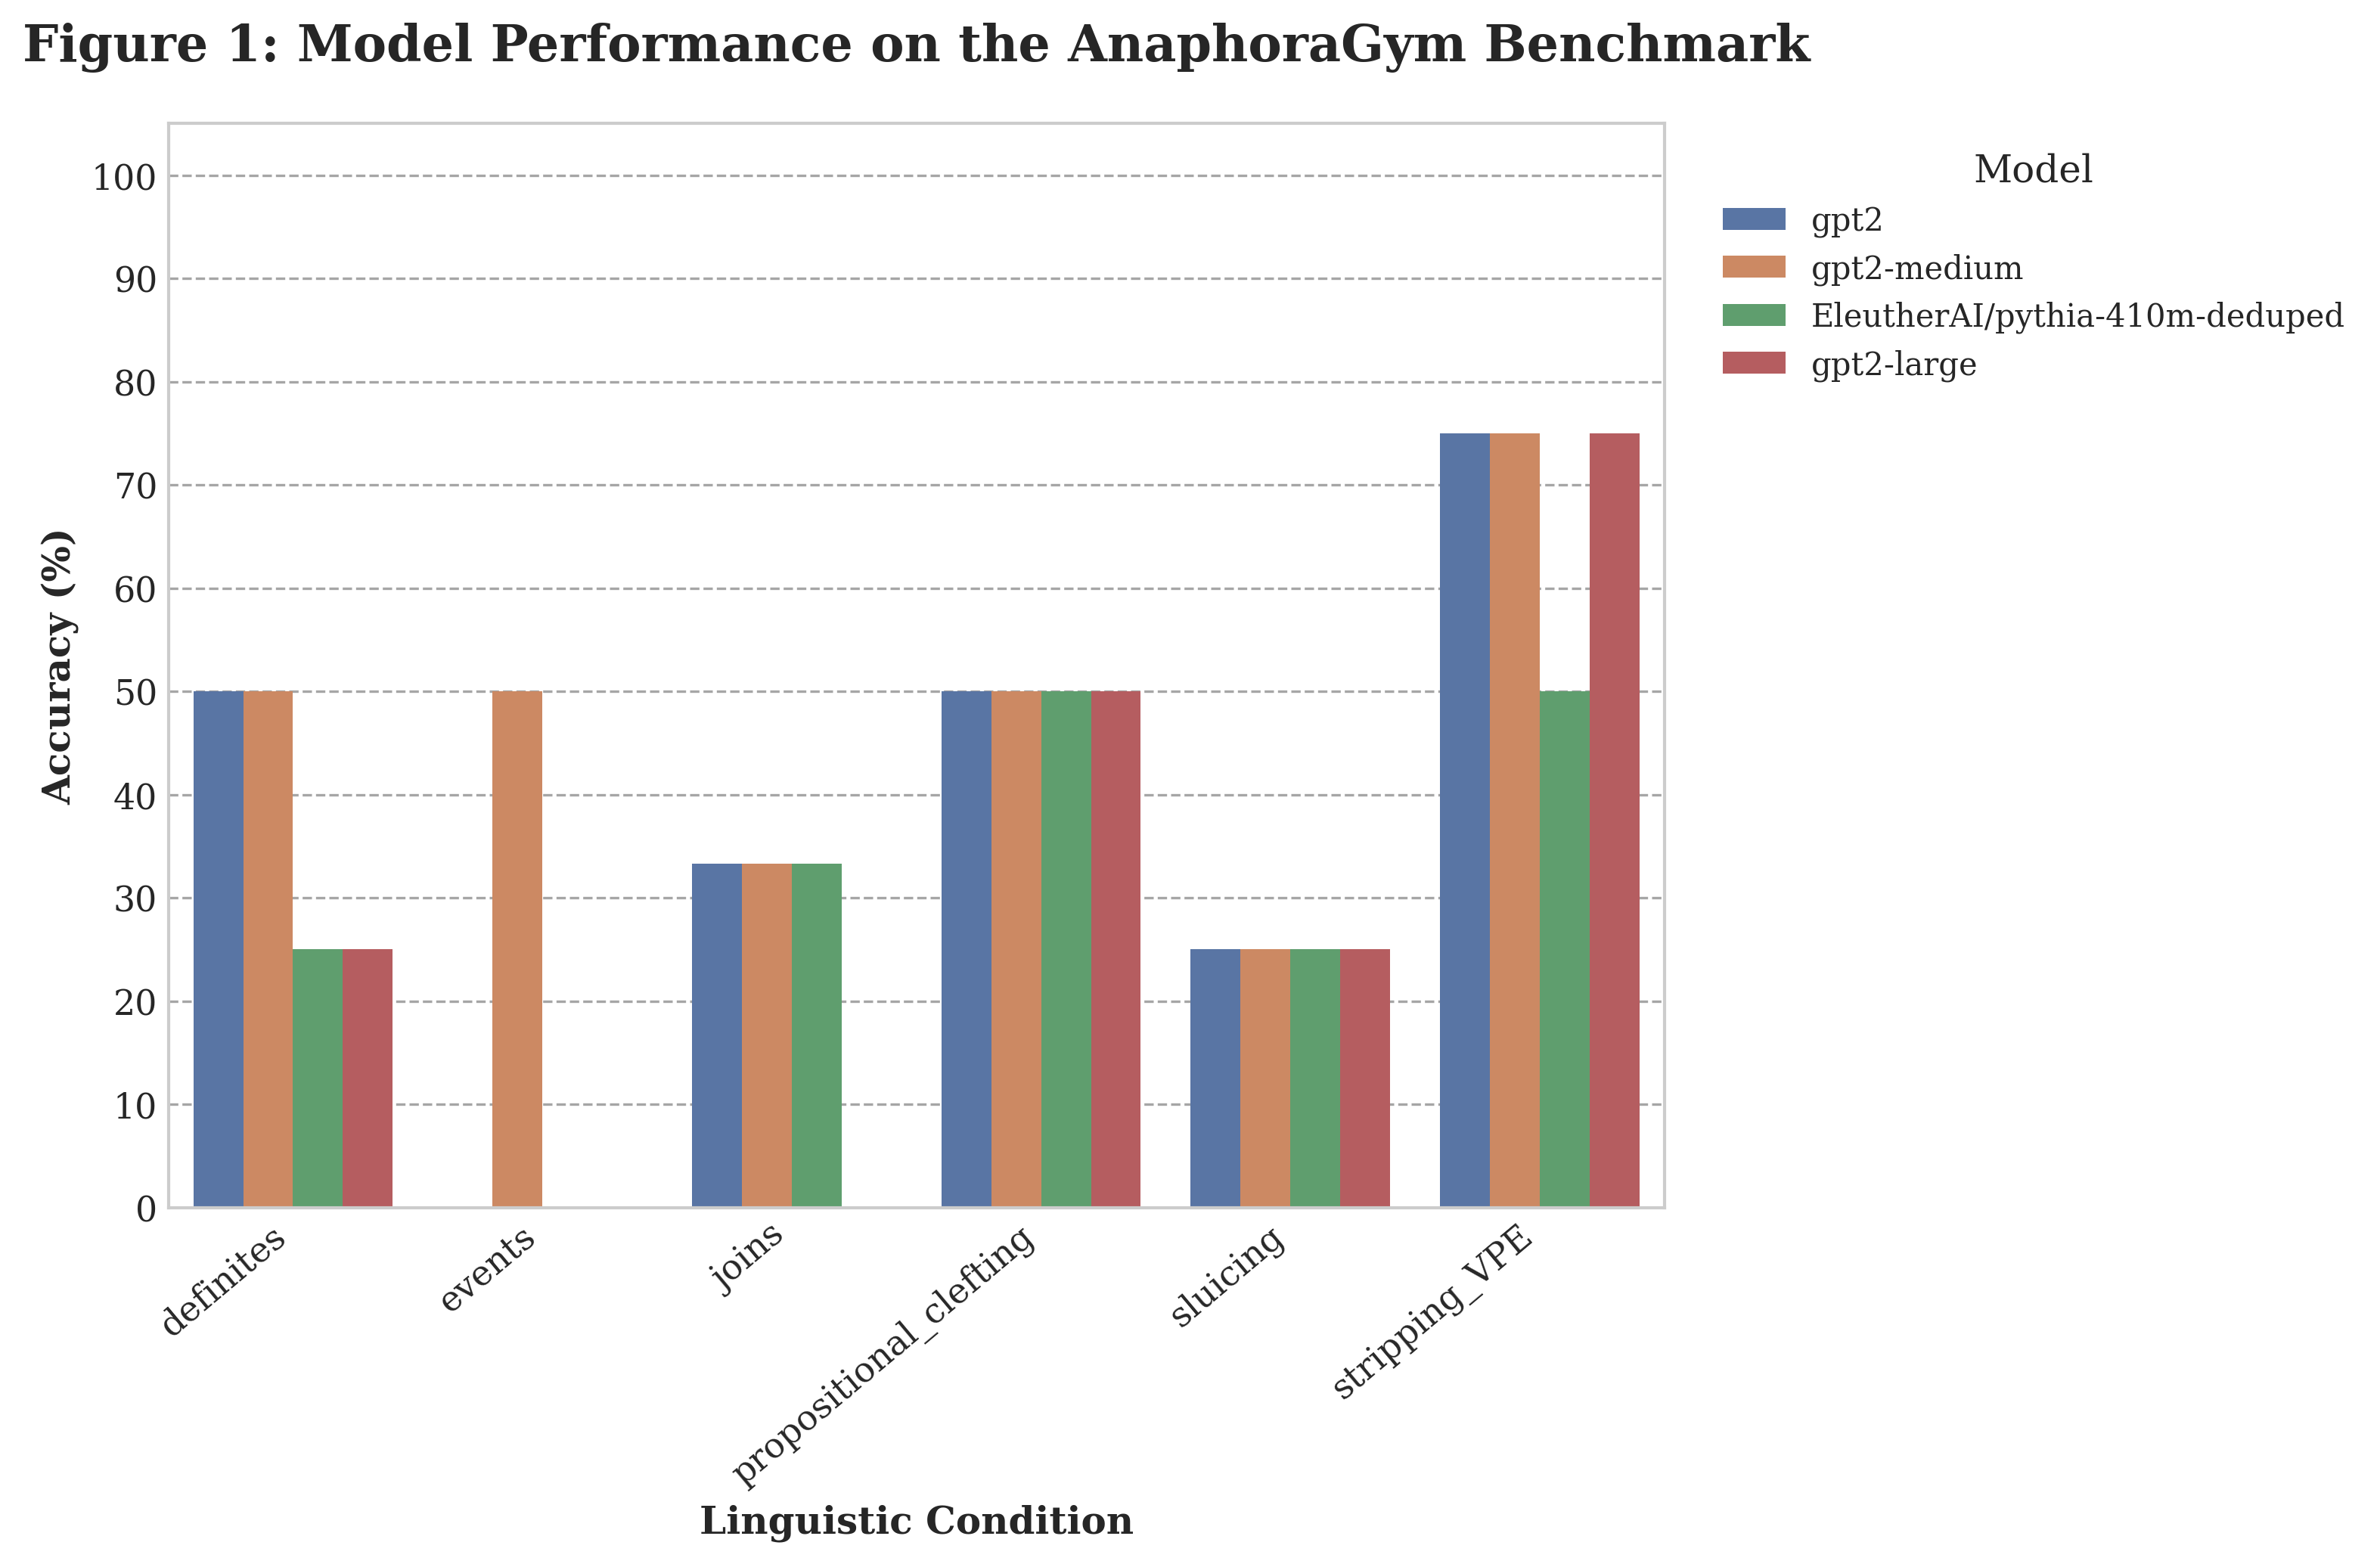 Figure 1: Model Performance on the AnaphoraGym Benchmark
Model
gpt2
gpt2-medium
EleutherAI/pythia-410m-deduped
gpt2-large
Accuracy (%)
100
90
80
70
60
50
40
30
20
10
0
definites
events
joins
propositional_clefting
sluicing
stripping_VPE
Linguistic Condition